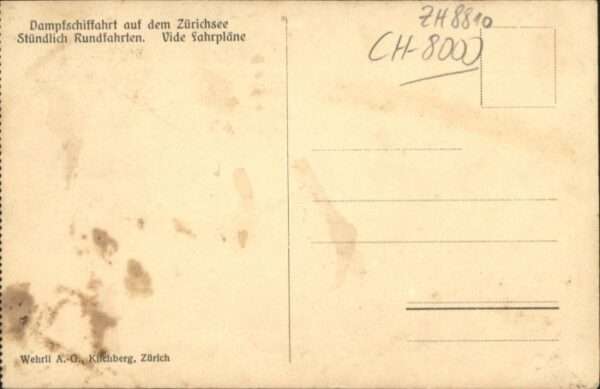 Dampfschiffahrt auf dem Zürichsee
Stündlich Rundfahrten. Vide Fahrpläne
ZH8810
CH-8000
Wehrli A.-G., Kilchberg, Zürich